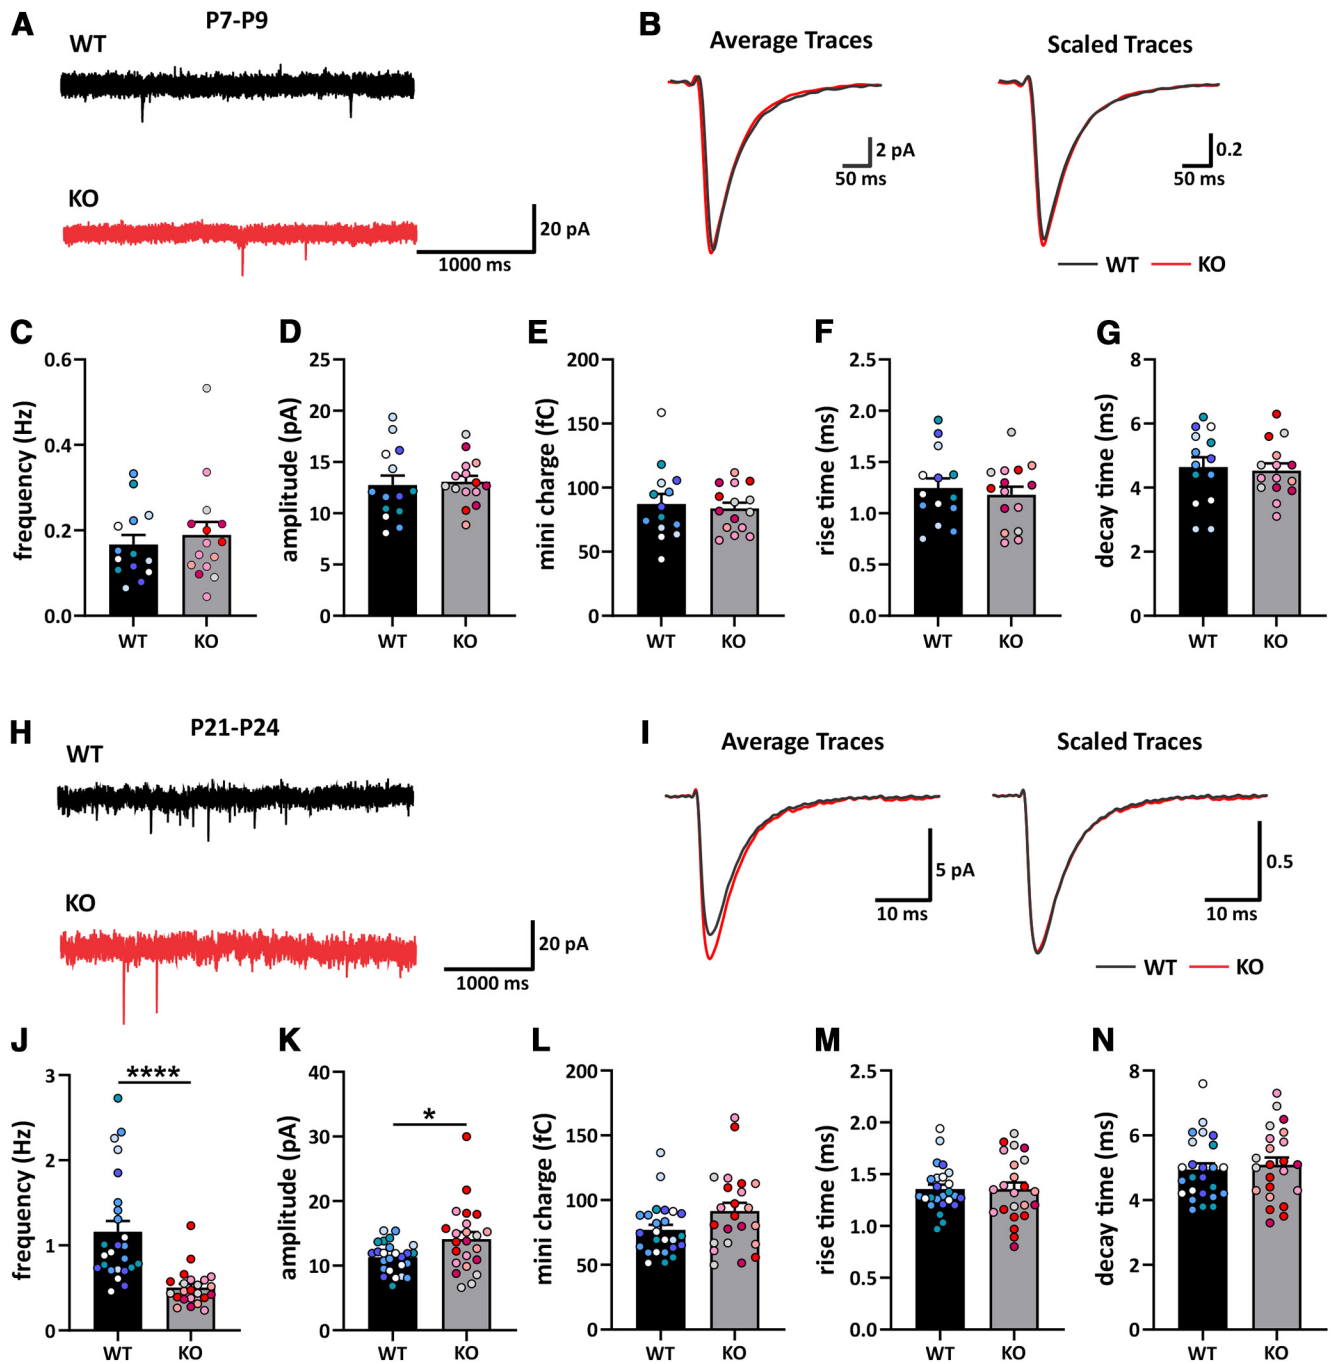 A
P7-P9
WT
KO
20 pA
1000 ms
B
Average Traces
Scaled Traces
2 pA
50 ms
0.2
50 ms
WT
KO
C
frequency (Hz)
0.6
0.4
0.2
0.0
WT
KO
D
amplitude (pA)
25
20
15
10
5
0
WT
KO
E
mini charge (fC)
200
150
100
50
0
WT
KO
F
rise time (ms)
2.5
2.0
1.5
1.0
0.5
0.0
WT
KO
G
decay time (ms)
8
6
4
2
0
WT
KO
H
P21-P24
WT
KO
20 pA
1000 ms
I
Average Traces
Scaled Traces
5 pA
10 ms
0.5
10 ms
WT
KO
J
frequency (Hz)
3
2
1
0
****
WT
KO
K
amplitude (pA)
40
30
20
10
0
*
WT
KO
L
mini charge (fC)
200
150
100
50
0
WT
KO
M
rise time (ms)
2.5
2.0
1.5
1.0
0.5
0.0
WT
KO
N
decay time (ms)
8
6
4
2
0
WT
KO